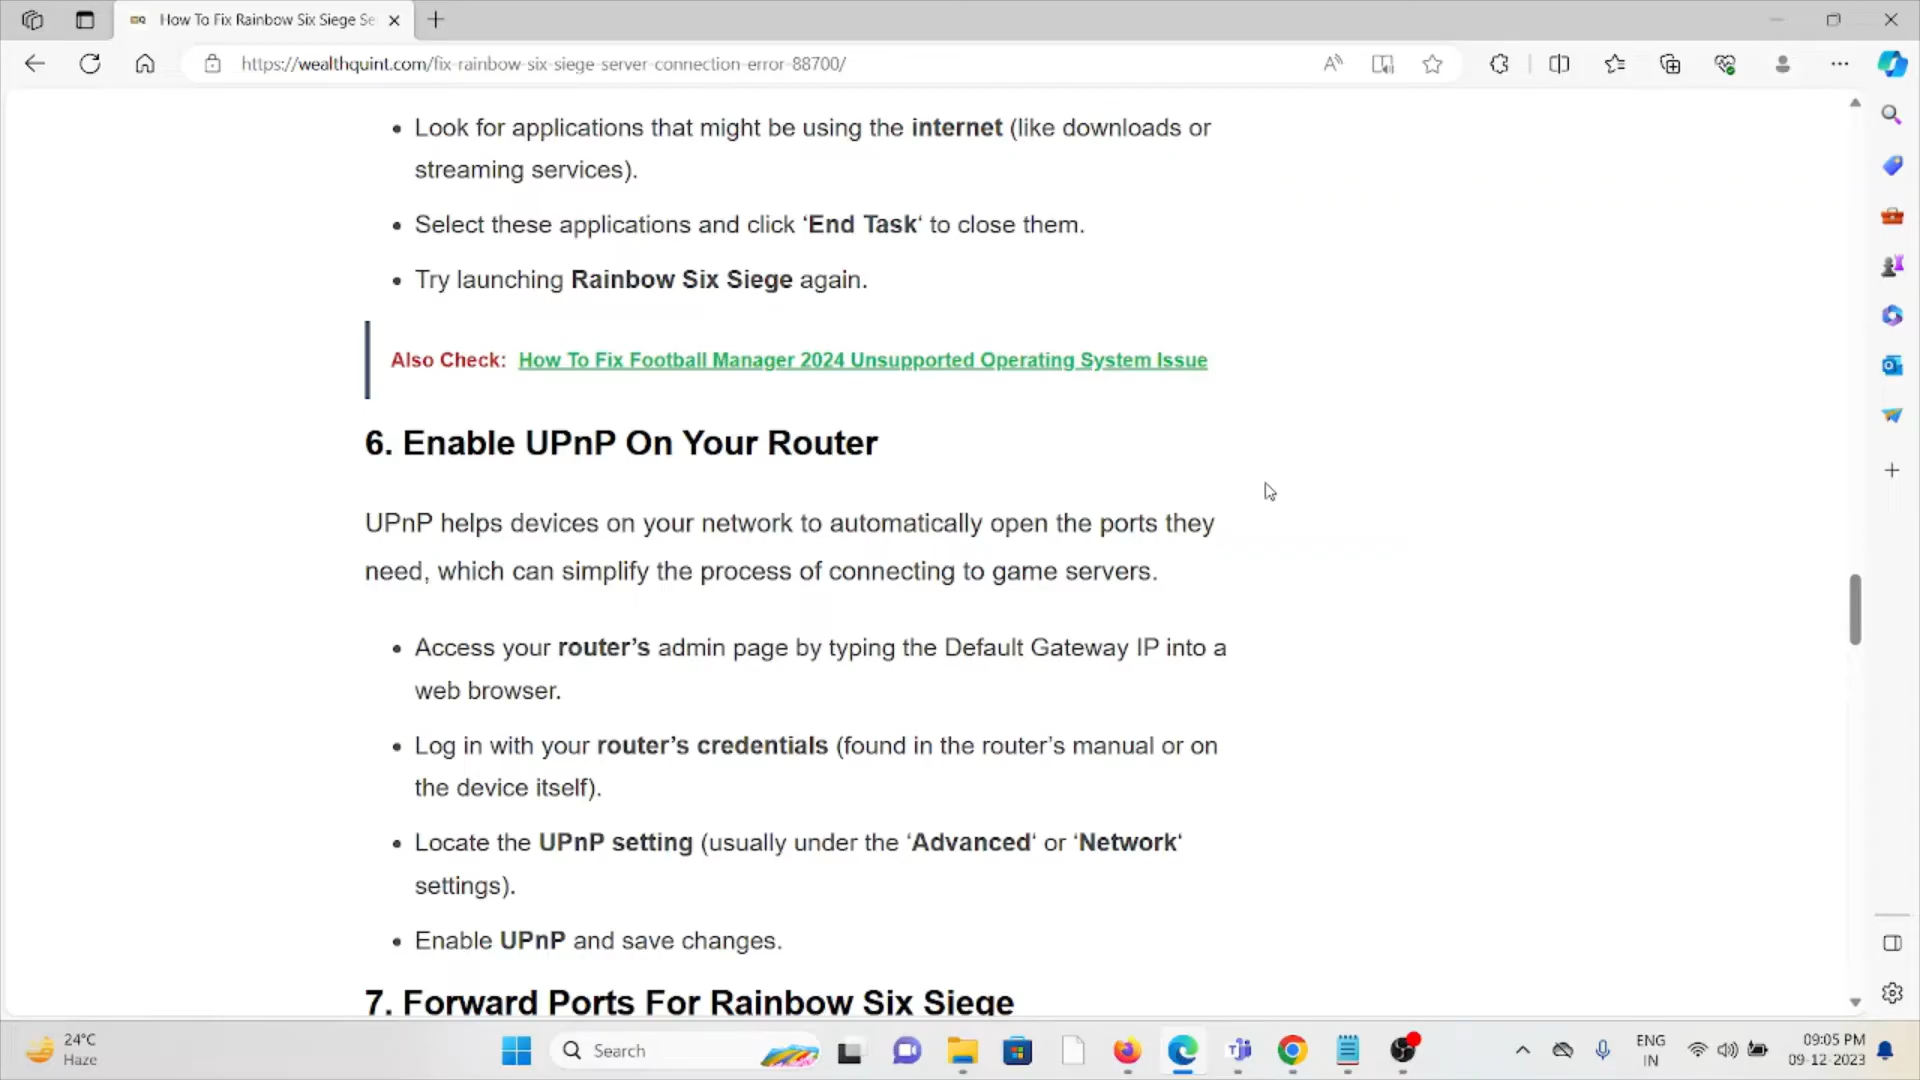 How To Fix Rainbow Six Siege Se
https://wealthquint.com/fix-rainbow-six-siege-server-connection-error-88700/
• Look for applications that might be using the internet (like downloads or
streaming services).
• Select these applications and click ‘End Task‘ to close them.
• Try launching Rainbow Six Siege again.
Also Check: How To Fix Football Manager 2024 Unsupported Operating System Issue
6. Enable UPnP On Your Router
UPnP helps devices on your network to automatically open the ports they
need, which can simplify the process of connecting to game servers.
• Access your router’s admin page by typing the Default Gateway IP into a
web browser.
• Log in with your router’s credentials (found in the router’s manual or on
the device itself).
• Locate the UPnP setting (usually under the ‘Advanced‘ or ‘Network‘
settings).
• Enable UPnP and save changes.
7. Forward Ports For Rainbow Six Siege
24°C
Haze
Search
ENG
IN
09:05 PM
09-12-2023